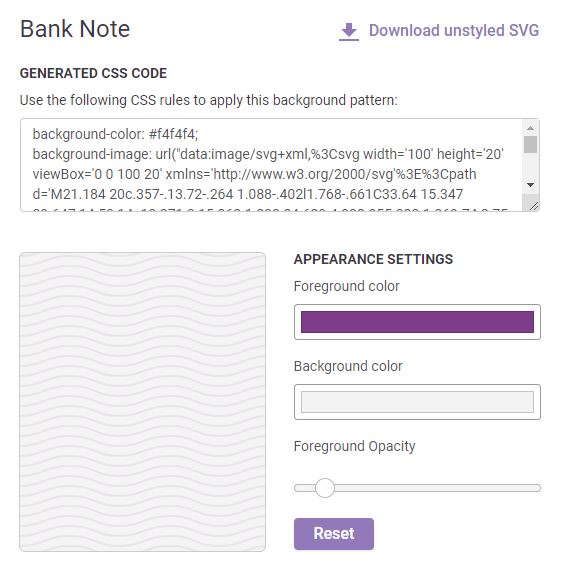 Bank Note
Download unstyled SVG
GENERATED CSS CODE
Use the following CSS rules to apply this background pattern:
background-color: #f4f4f4;
background-image: url("data:image/svg+xml,%3Csvg width='100' height='20'
viewBox='0 0 100 20' xmlns='http://www.w3.org/2000/svg'%3E%3Cpath
d='M21.184 20c.357-.13.72-.264 1.088-.402l1.768-.661C33.64 15.347
APPEARANCE SETTINGS
Foreground color
Background color
Foreground Opacity
Reset